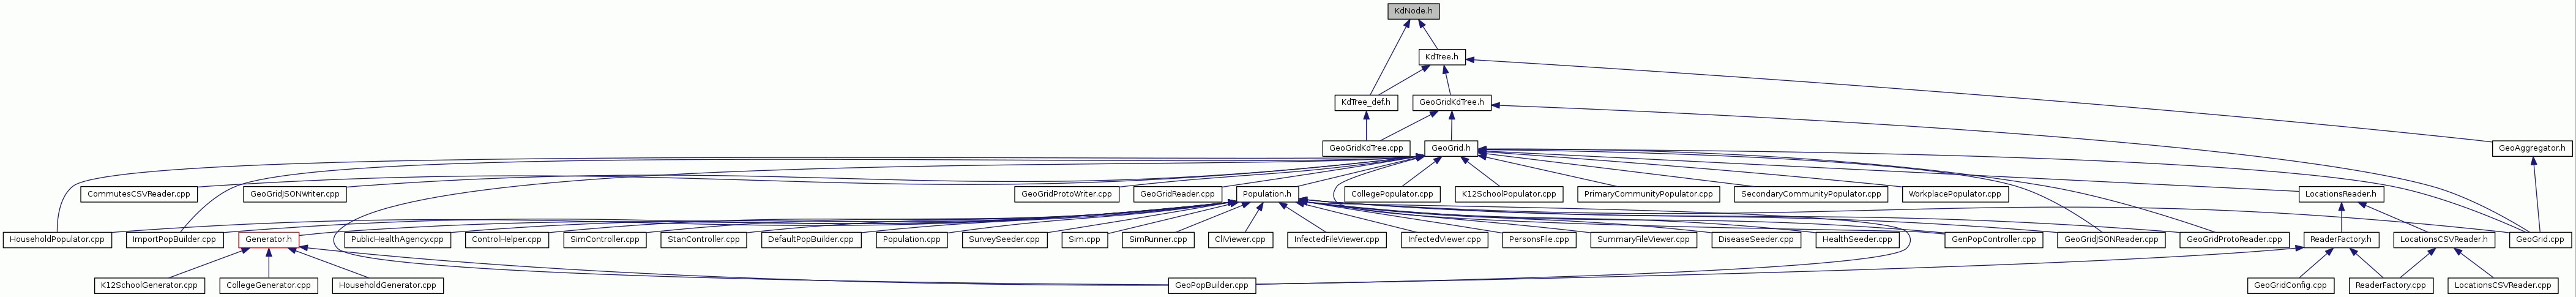 KdNode.h
KdTree.h
KdTree_def.h
GeoGridKdTree.h
GeoGridKdTree.cpp
GeoGrid.h
GeoAggregator.h
CommutesCSVReader.cpp
GeoGridJSONWriter.cpp
GeoGridProtoWriter.cpp
GeoGridReader.cpp
Population.h
CollegePopulator.cpp
K12SchoolPopulator.cpp
PrimaryCommunityPopulator.cpp
SecondaryCommunityPopulator.cpp
WorkplacePopulator.cpp
LocationsReader.h
HouseholdPopulator.cpp
ImportPopBuilder.cpp
Generator.h
PublicHealthAgency.cpp
ControlHelper.cpp
SimController.cpp
StanController.cpp
DefaultPopBuilder.cpp
Population.cpp
SurveySeeder.cpp
Sim.cpp
SimRunner.cpp
CliViewer.cpp
InfectedFileViewer.cpp
InfectedViewer.cpp
PersonsFile.cpp
SummaryFileViewer.cpp
DiseaseSeeder.cpp
HealthSeeder.cpp
GenPopController.cpp
GeoGridJSONReader.cpp
GeoGridProtoReader.cpp
ReaderFactory.h
LocationsCSVReader.h
GeoGrid.cpp
K12SchoolGenerator.cpp
CollegeGenerator.cpp
HouseholdGenerator.cpp
GeoPopBuilder.cpp
GeoGridConfig.cpp
ReaderFactory.cpp
LocationsCSVReader.cpp